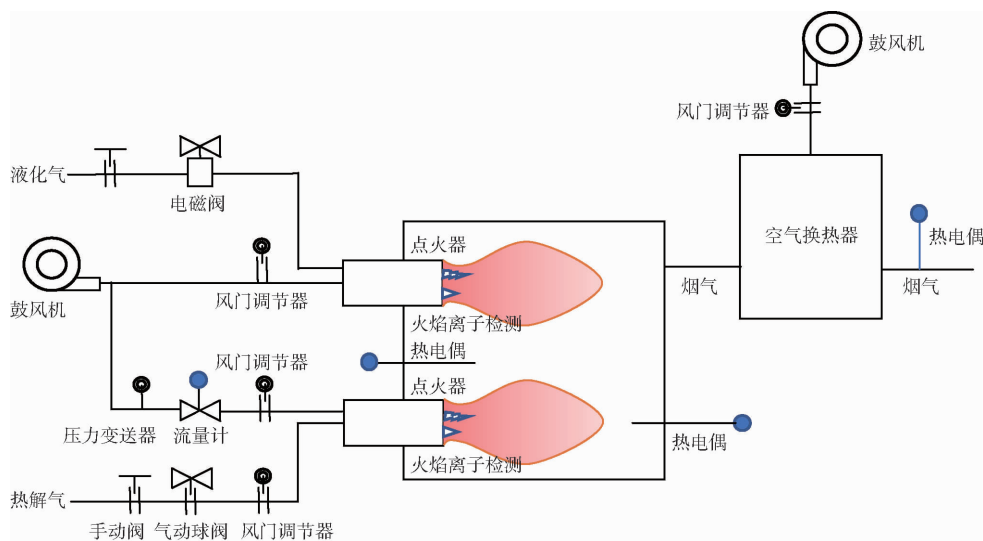 鼓风机
风门调节器
液化气
电磁阀
点火器
空气换热器
热电偶
烟气
烟气
鼓风机
风门调节器
火焰离子检测
热电偶
风门调节器
点火器
压力变送器
流量计
热电偶
火焰离子检测
热解气
手动阀
气动球阀
风门调节器